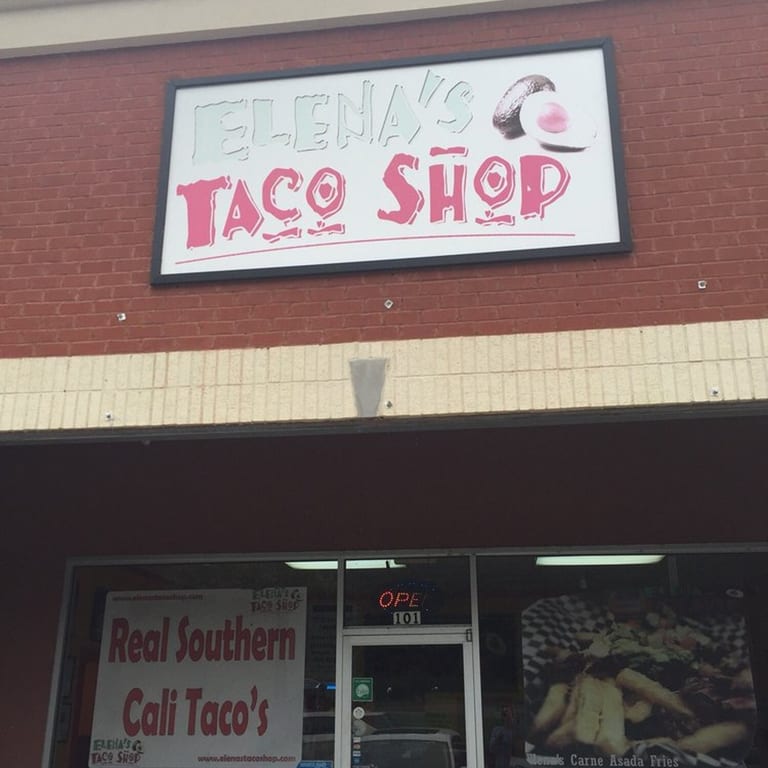 ELENA'S
TACO SHOP
OPE
101
www.elenastacoshop.com
ELENA'S
TACO SHOP
Real Southern
Cali Taco's
ELENA'S
TACO SHOP
www.elenastacoshop.com
Elena's Carne Asada Fries